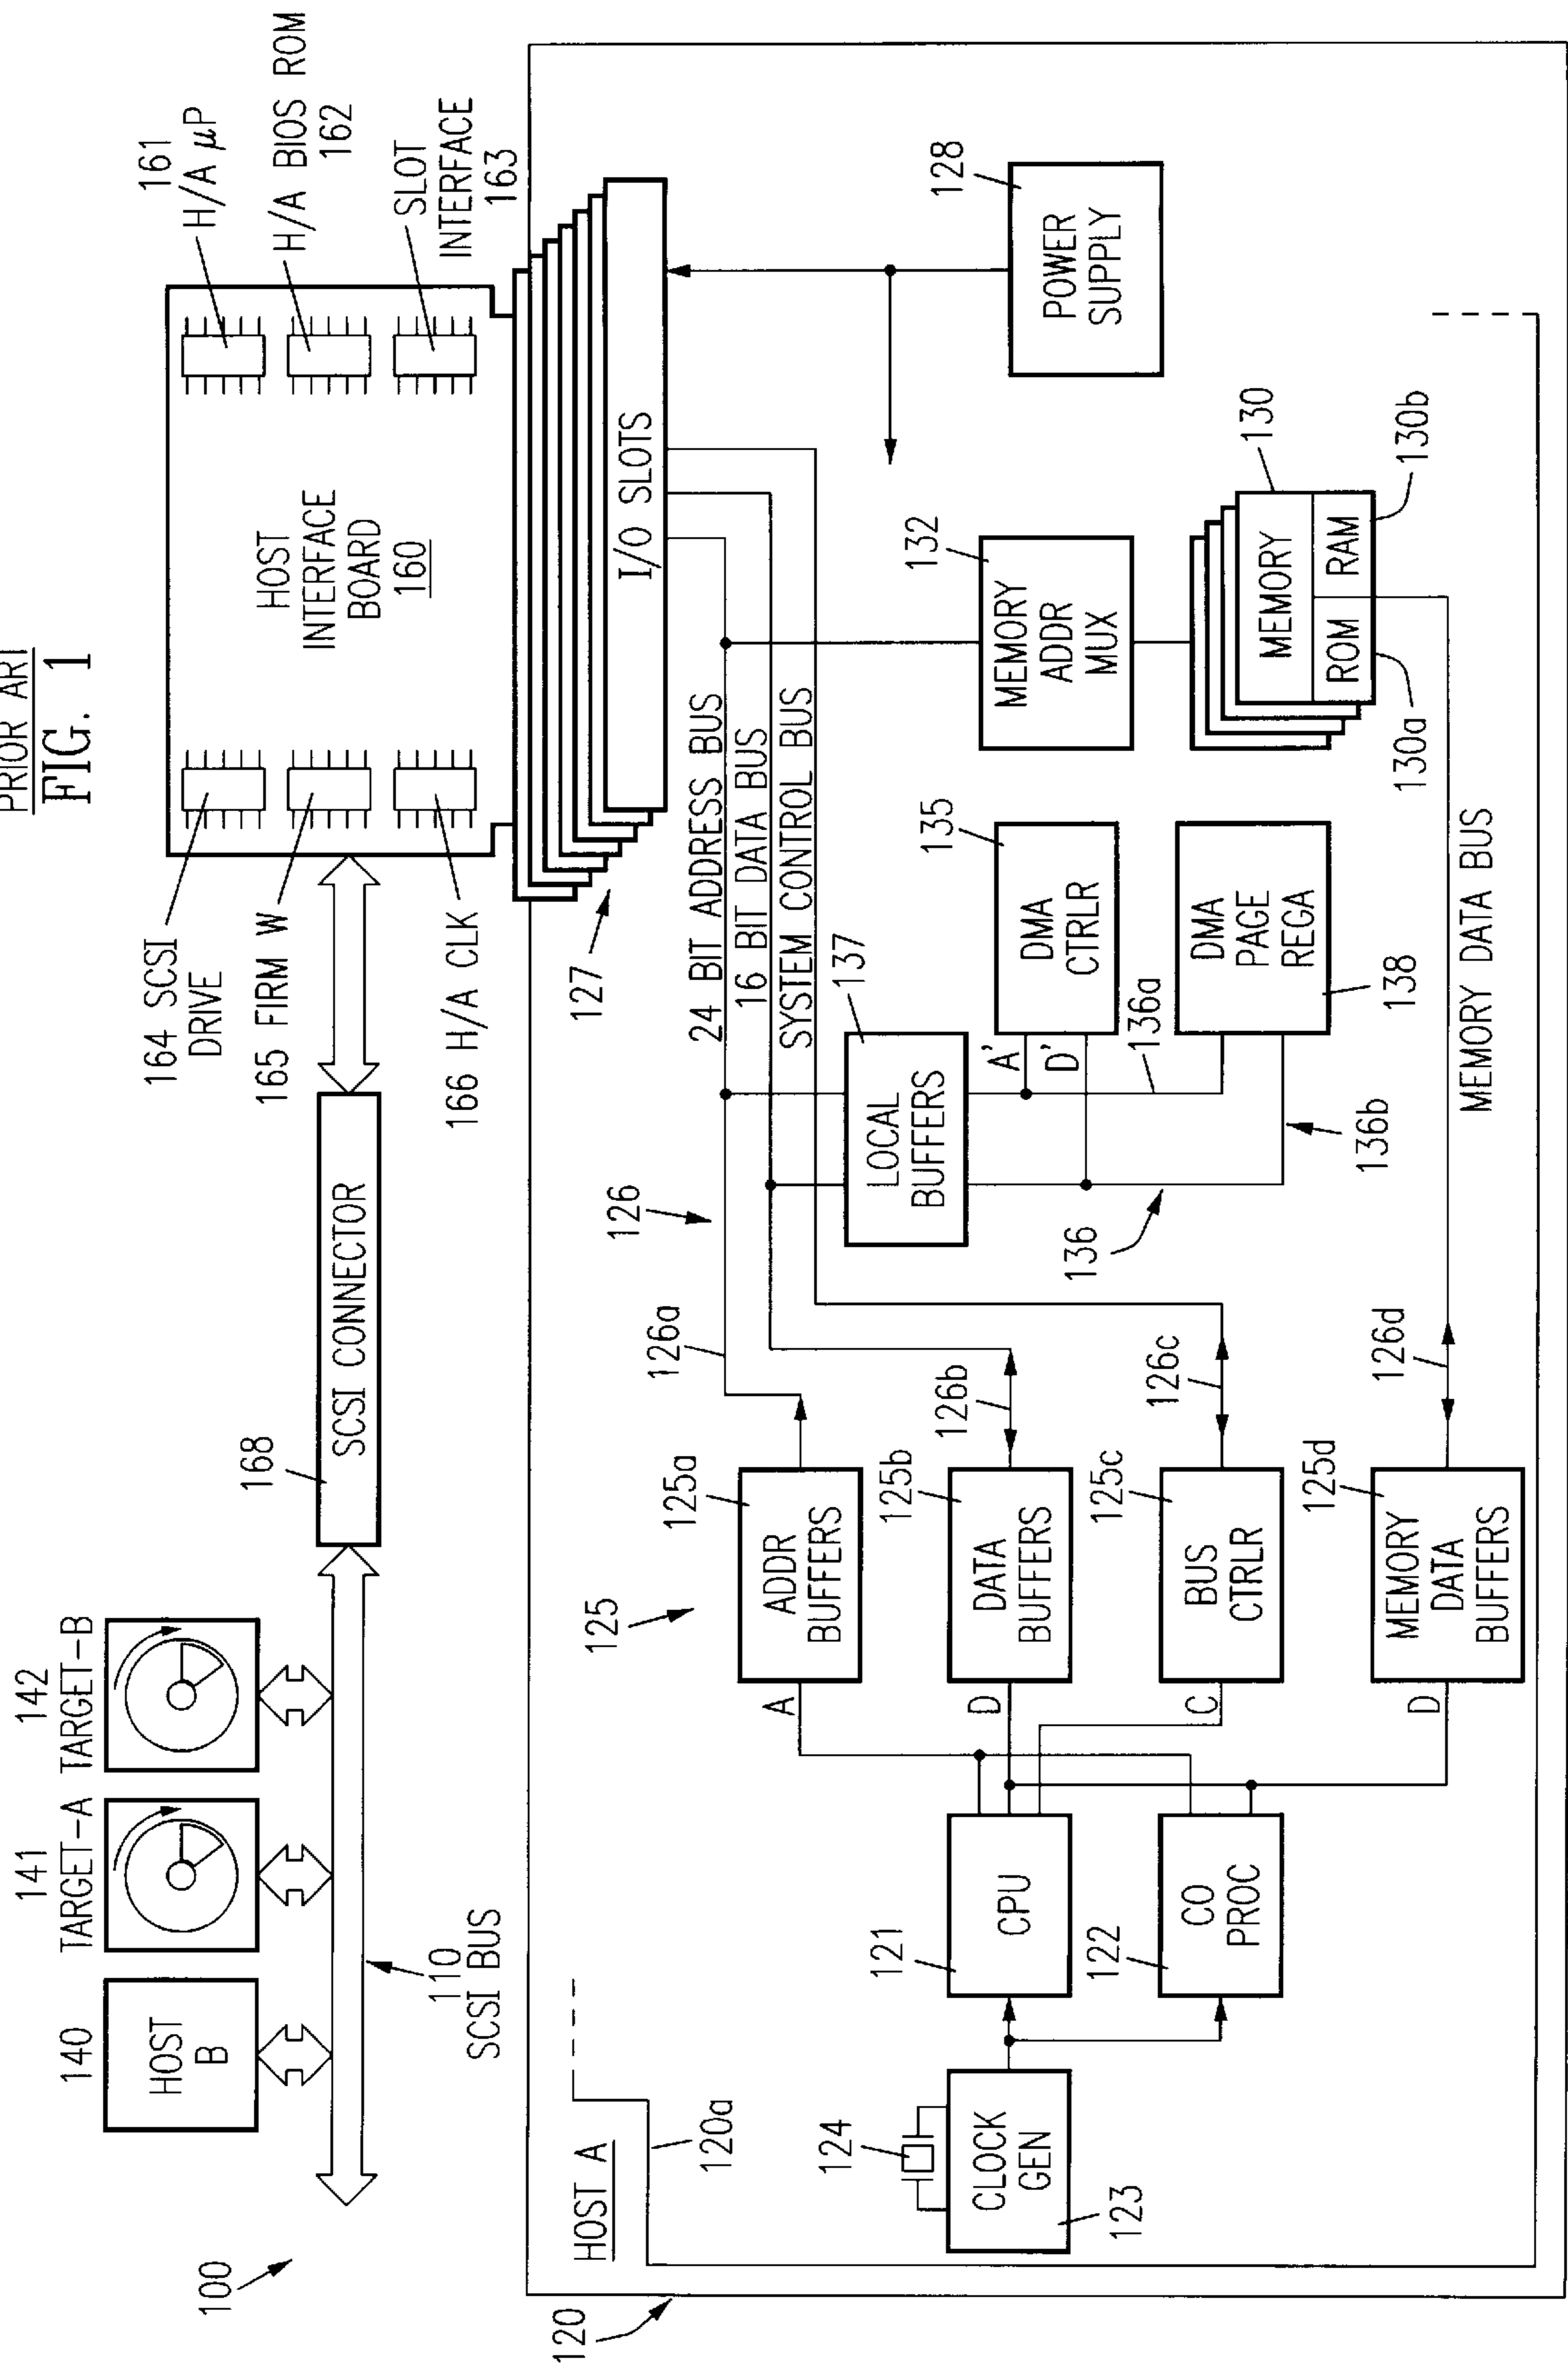 PRIOR ART
FIG. 1
100
140
HOST
B
141
TARGET-A
142
TARGET-B
110
SCSI BUS
168
SCSI CONNECTOR
164 SCSI
DRIVE
165 FIRM W
166 H/A CLK
HOST
INTERFACE
BOARD
160
161
H/A µP
H/A BIOS ROM
162
SLOT
INTERFACE
163
120
HOST A
120a
127
I/O SLOTS
126
126a
24 BIT ADDRESS BUS
16 BIT DATA BUS
SYSTEM CONTROL BUS
124
CLOCK
GEN
123
121
CPU
122
CO
PROC
125
A
ADDR
BUFFERS
125a
D
DATA
BUFFERS
125b
126b
C
BUS
CTRLR
125c
126c
D
MEMORY
DATA
BUFFERS
125d
126d
LOCAL
BUFFERS
137
136
136a
136b
A'
D'
DMA
CTRLR
135
DMA
PAGE
REGA
138
MEMORY
ADDR
MUX
132
MEMORY
130
ROM
RAM
130a
130b
MEMORY DATA BUS
POWER
SUPPLY
128